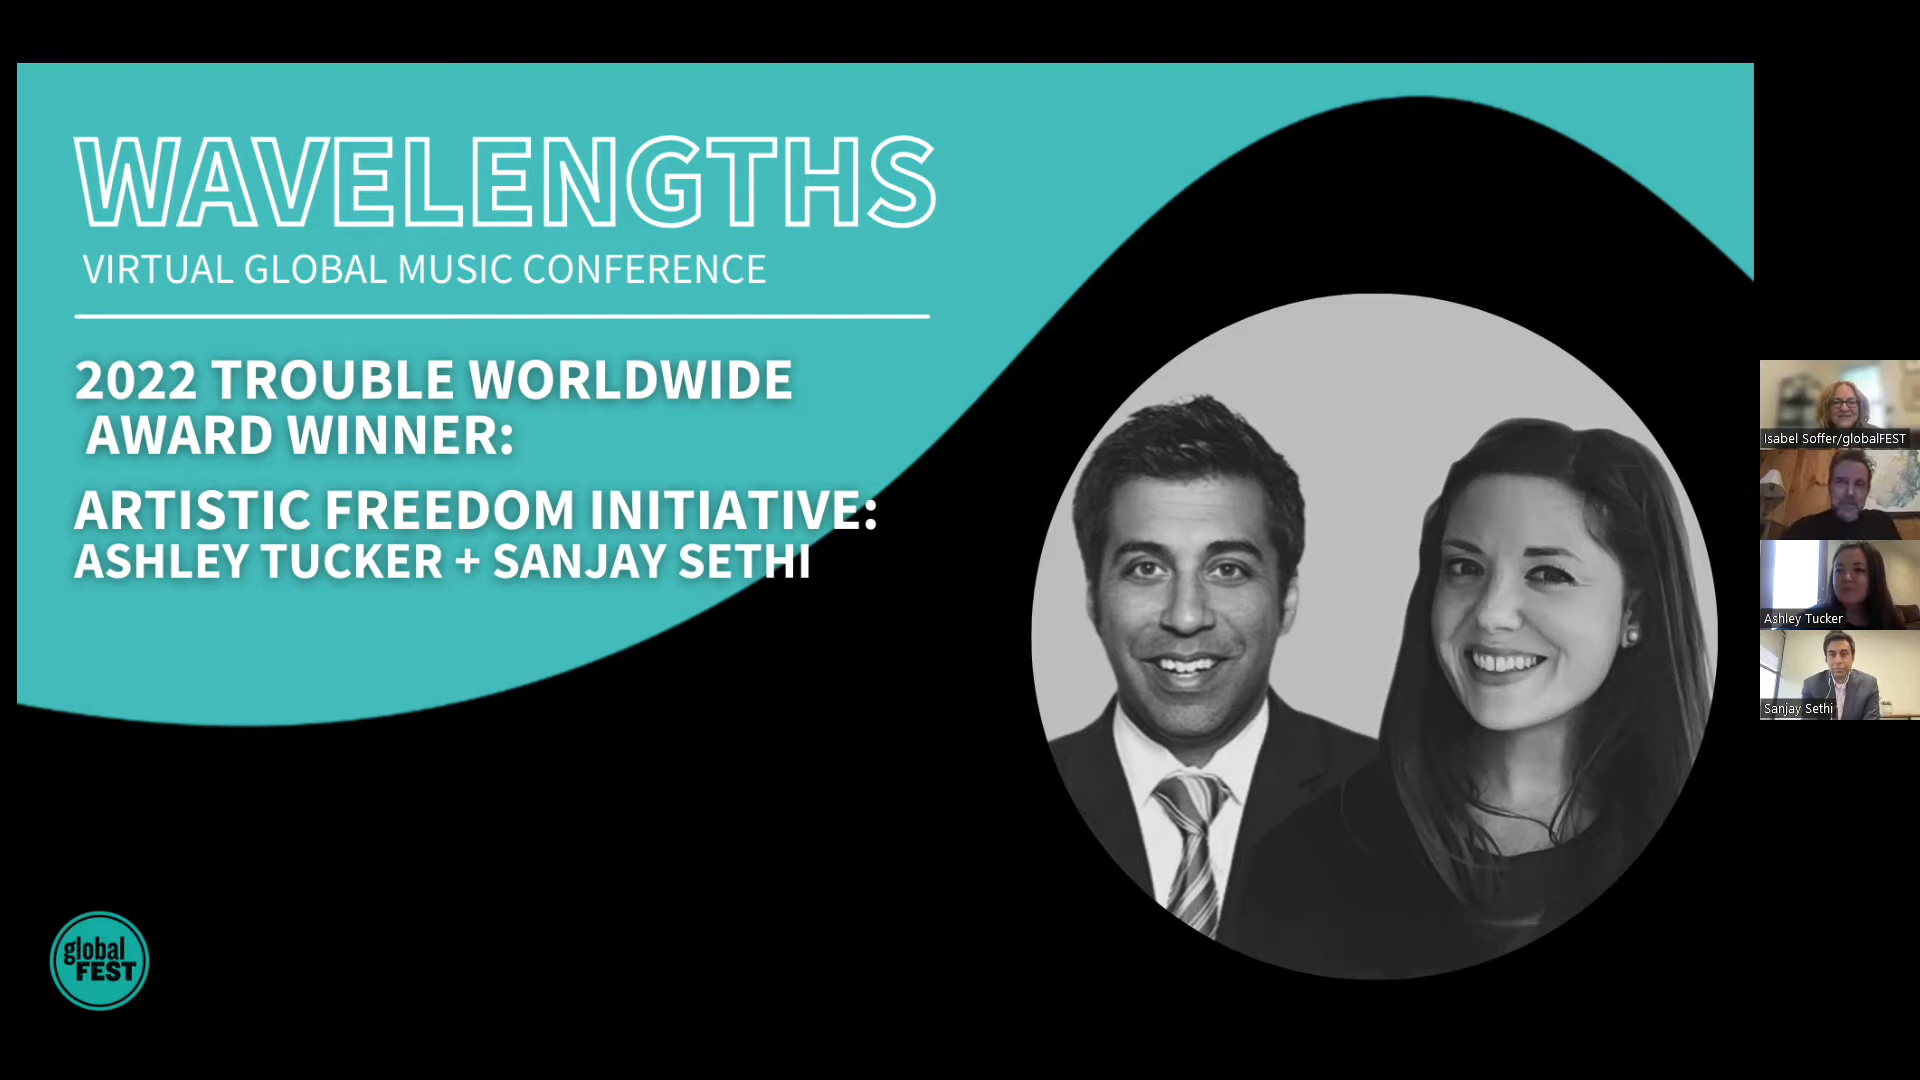 WAVELENGTHS
VIRTUAL GLOBAL MUSIC CONFERENCE
2022 TROUBLE WORLDWIDE
AWARD WINNER:
ARTISTIC FREEDOM INITIATIVE:
ASHLEY TUCKER + SANJAY SETHI
global
FEST
Isabel Soffer/globalFEST
Ashley Tucker
Sanjay Sethi